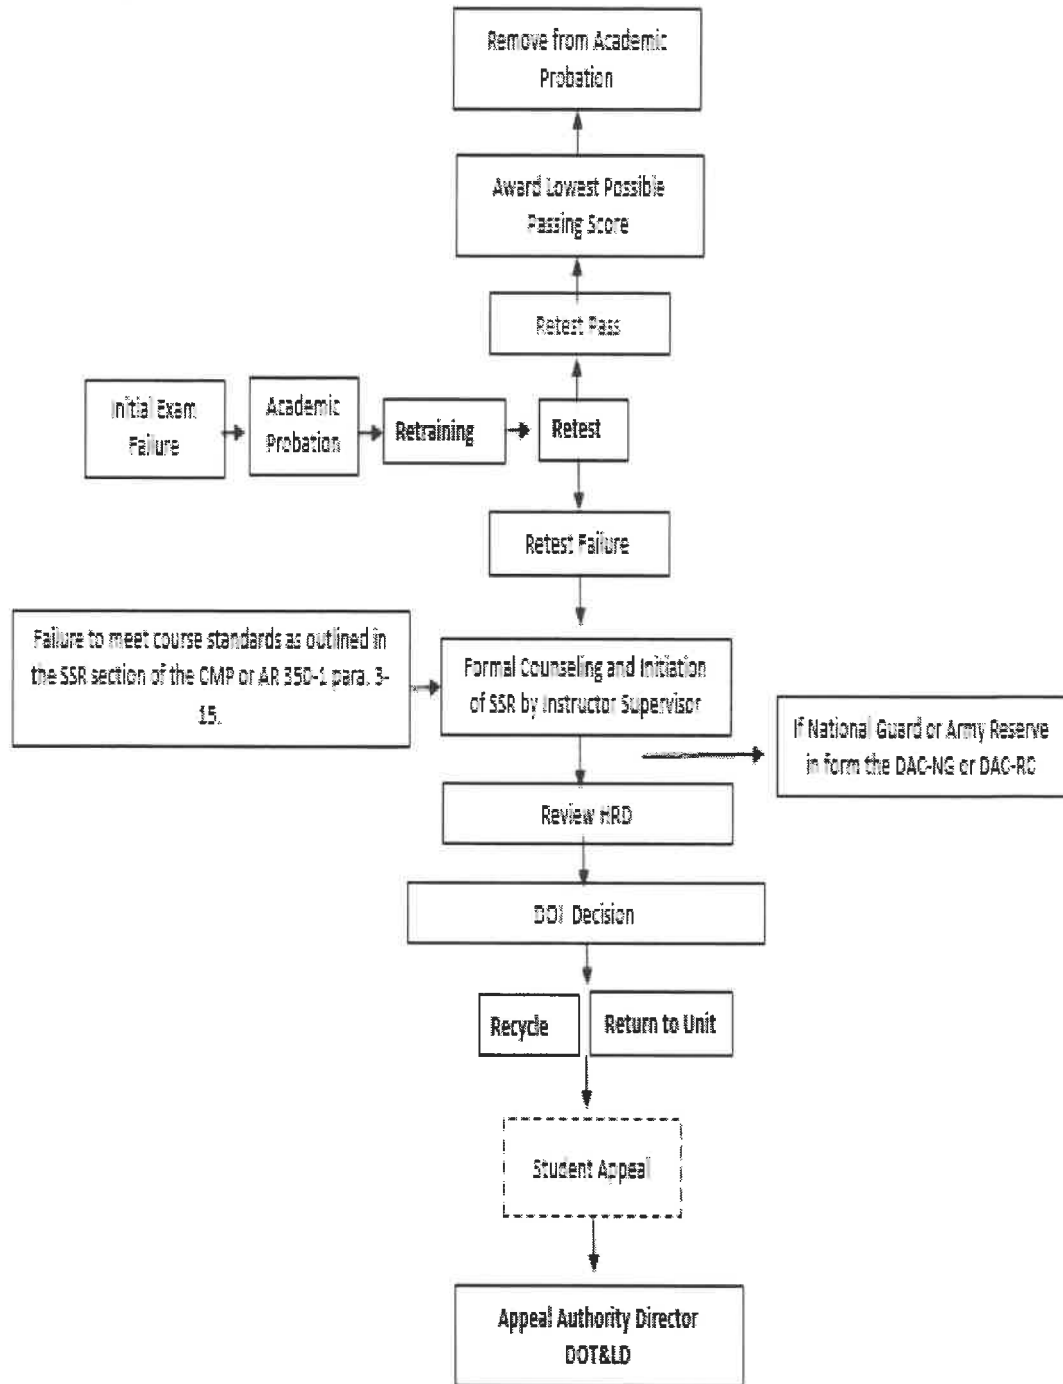 Remove from Academic
Probation
Award Lowest Possible
Passing Score
Retest Pass
Initial Exam
Failure
Academic
Probation
Retraining
Retest
Retest Failure
Failure to meet course standards as outlined in
the SSR section of the CMP or AR 350-1 para. 3-
15.
Formal Counseling and Initiation
of SSR by Instructor Supervisor
If National Guard or Army Reserve
in form the DAC-NG or DAC-RC
Review HRD
DOT Decision
Recycle
Return to Unit
Student Appeal
Appeal Authority Director
DOT&LD